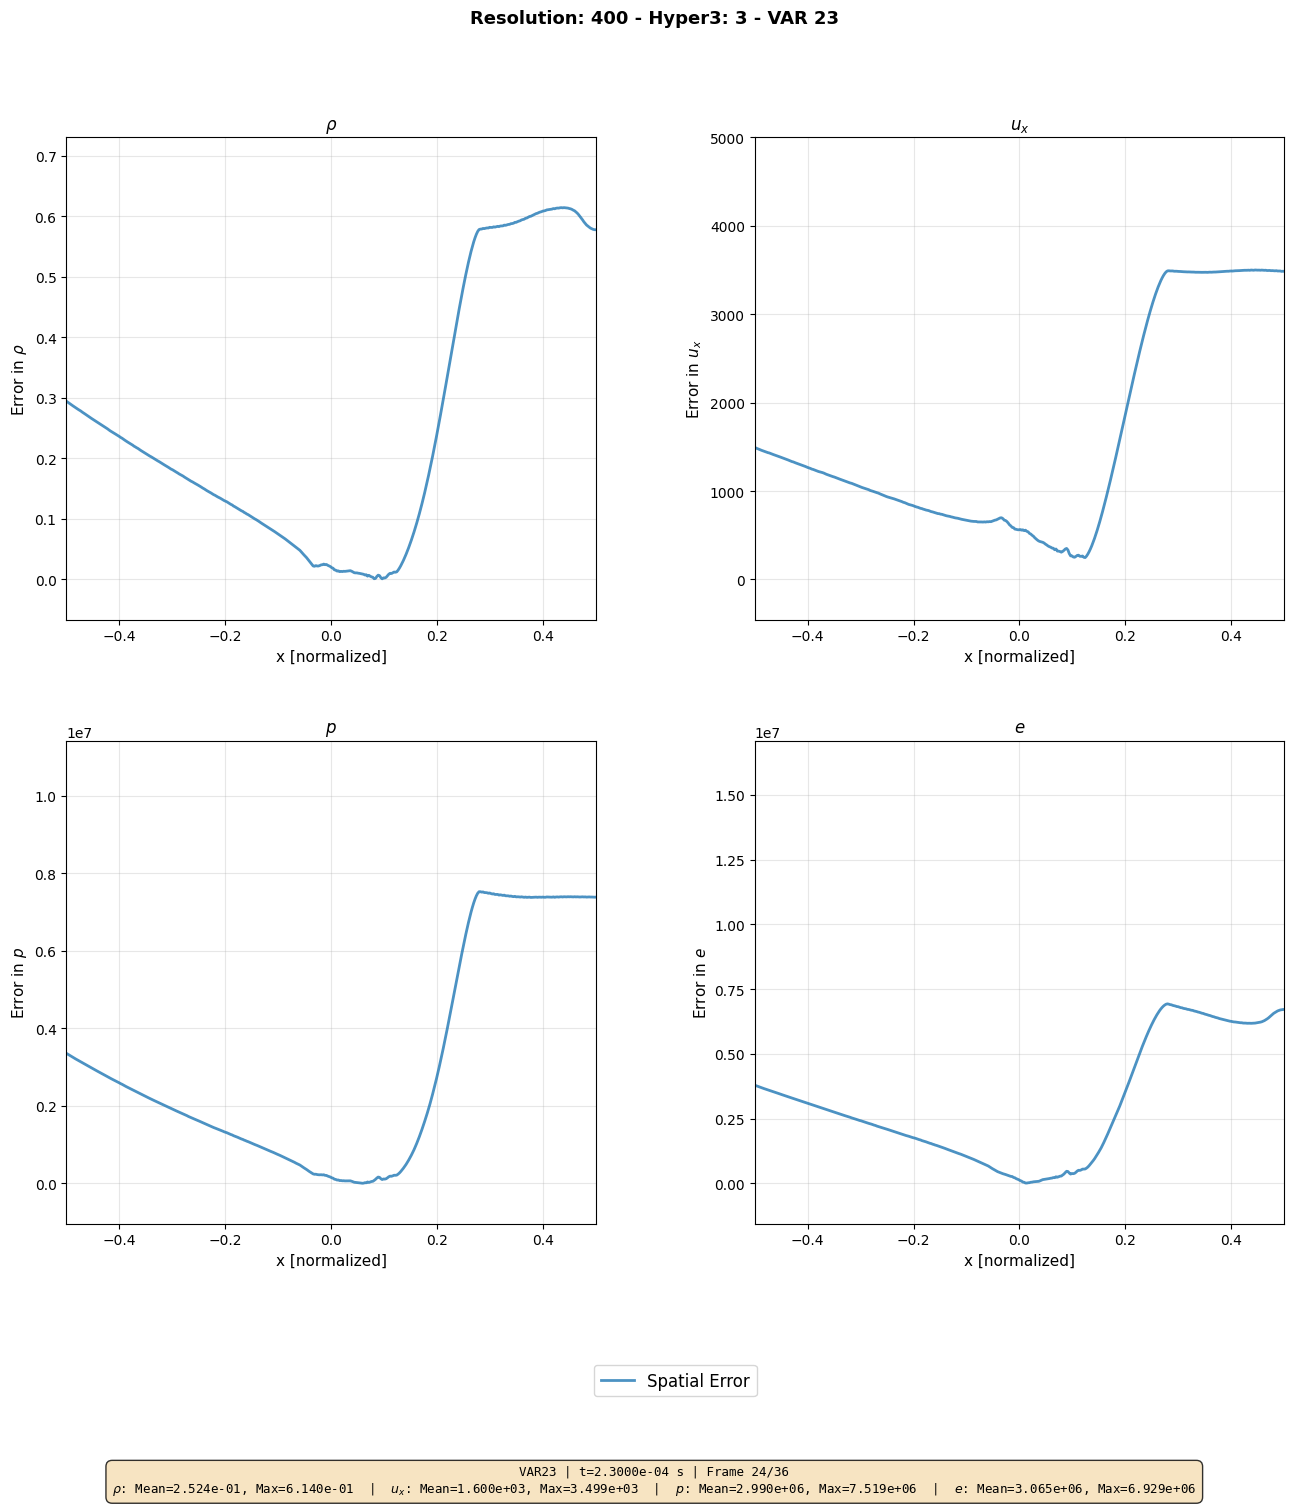 Resolution: 400 - Hyper3: 3 - VAR 23
ρ
Error in ρ
0.7
0.6
0.5
0.4
0.3
0.2
0.1
0.0
−0.4 −0.2 0.0 0.2 0.4
x [normalized]
u_x
Error in u_x
5000
4000
3000
2000
1000
0
−0.4 −0.2 0.0 0.2 0.4
x [normalized]
p
1e7
Error in p
1.0
0.8
0.6
0.4
0.2
0.0
−0.4 −0.2 0.0 0.2 0.4
x [normalized]
e
1e7
Error in e
1.50
1.25
1.00
0.75
0.50
0.25
0.00
−0.4 −0.2 0.0 0.2 0.4
x [normalized]
Spatial Error
VAR23 | t=2.3000e-04 s | Frame 24/36
ρ: Mean=2.524e-01, Max=6.140e-01 | u_x: Mean=1.600e+03, Max=3.499e+03 | p: Mean=2.990e+06, Max=7.519e+06 | e: Mean=3.065e+06, Max=6.929e+06